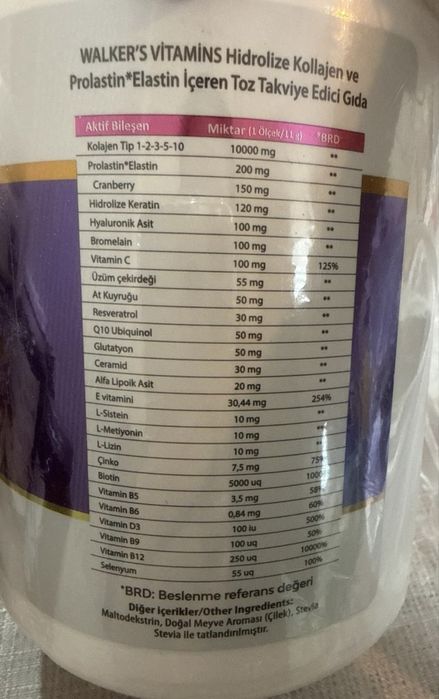 WALKER'S VİTAMİNS Hidrolize Kollajen ve
Prolastin*Elastin İçeren Toz Takviye Edici Gıda
Aktif Bileşen Miktar (1 Ölçek/11 g) *BRD
Kolajen Tip 1-2-3-5-10 10000 mg **
Prolastin*Elastin 200 mg **
Cranberry 150 mg **
Hidrolize Keratin 120 mg **
Hyaluronik Asit 100 mg **
Bromelain 100 mg **
Vitamin C 100 mg 125%
Üzüm çekirdeği 55 mg **
At Kuyruğu 50 mg **
Resveratrol 30 mg **
Q10 Ubiquinol 50 mg **
Glutatyon 50 mg **
Ceramid 30 mg **
Alfa Lipoik Asit 20 mg **
E vitamini 30,44 mg 254%
L-Sistein 10 mg **
L-Metiyonin 10 mg **
L-Lizin 10 mg **
Çinko 7,5 mg 75%
Biotin 5000 uq
Vitamin B5 3,5 mg 58%
Vitamin B6 0,84 mg 60%
Vitamin D3 100 iu 500%
Vitamin B9 100 uq 50%
Vitamin B12 250 uq 10000%
Selenyum 55 uq 100%
*BRD: Beslenme referans değeri
Diğer içerikler/Other Ingredients:
Maltodekstrin, Doğal Meyve Aroması (Çilek), Stevia
Stevia ile tatlandırılmıştır.